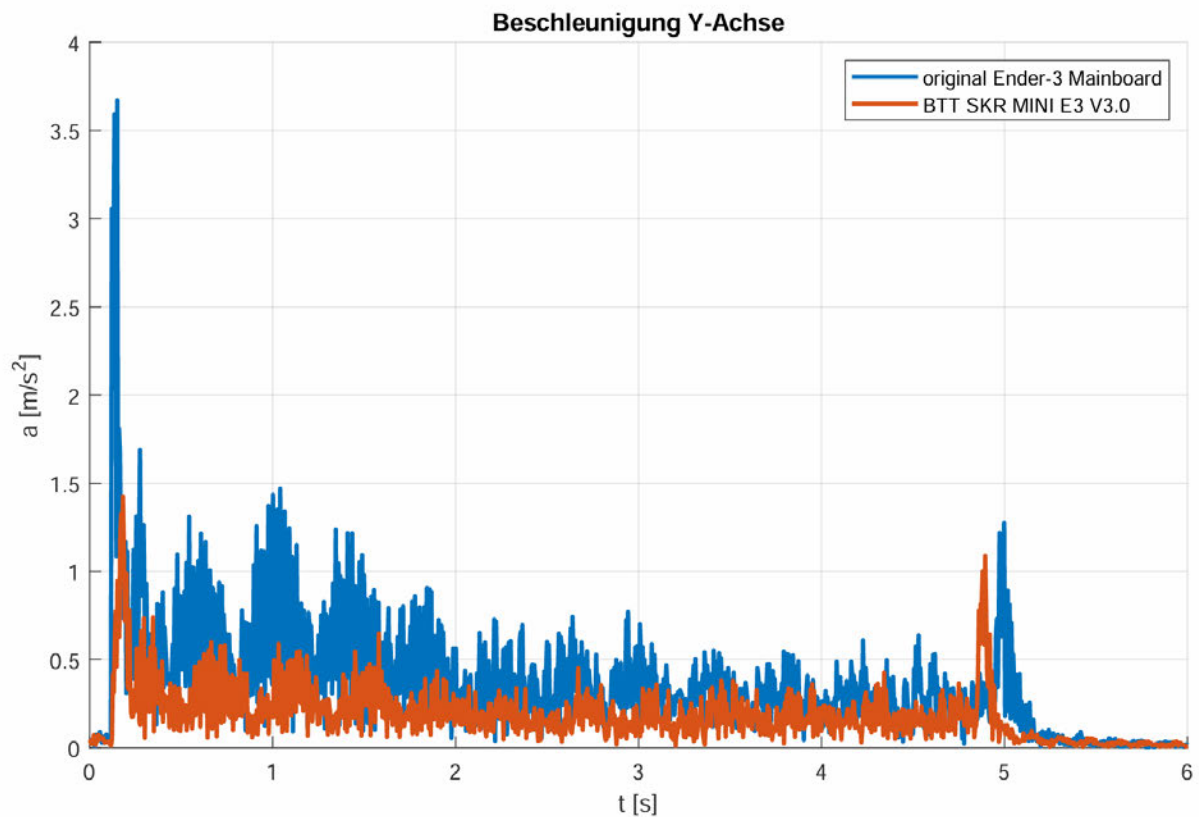 Beschleunigung Y-Achse
original Ender-3 Mainboard
BTT SKR MINI E3 V3.0
4
3.5
3
2.5
2
1.5
1
0.5
0
a [m/s²]
0 1 2 3 4 5 6
t [s]